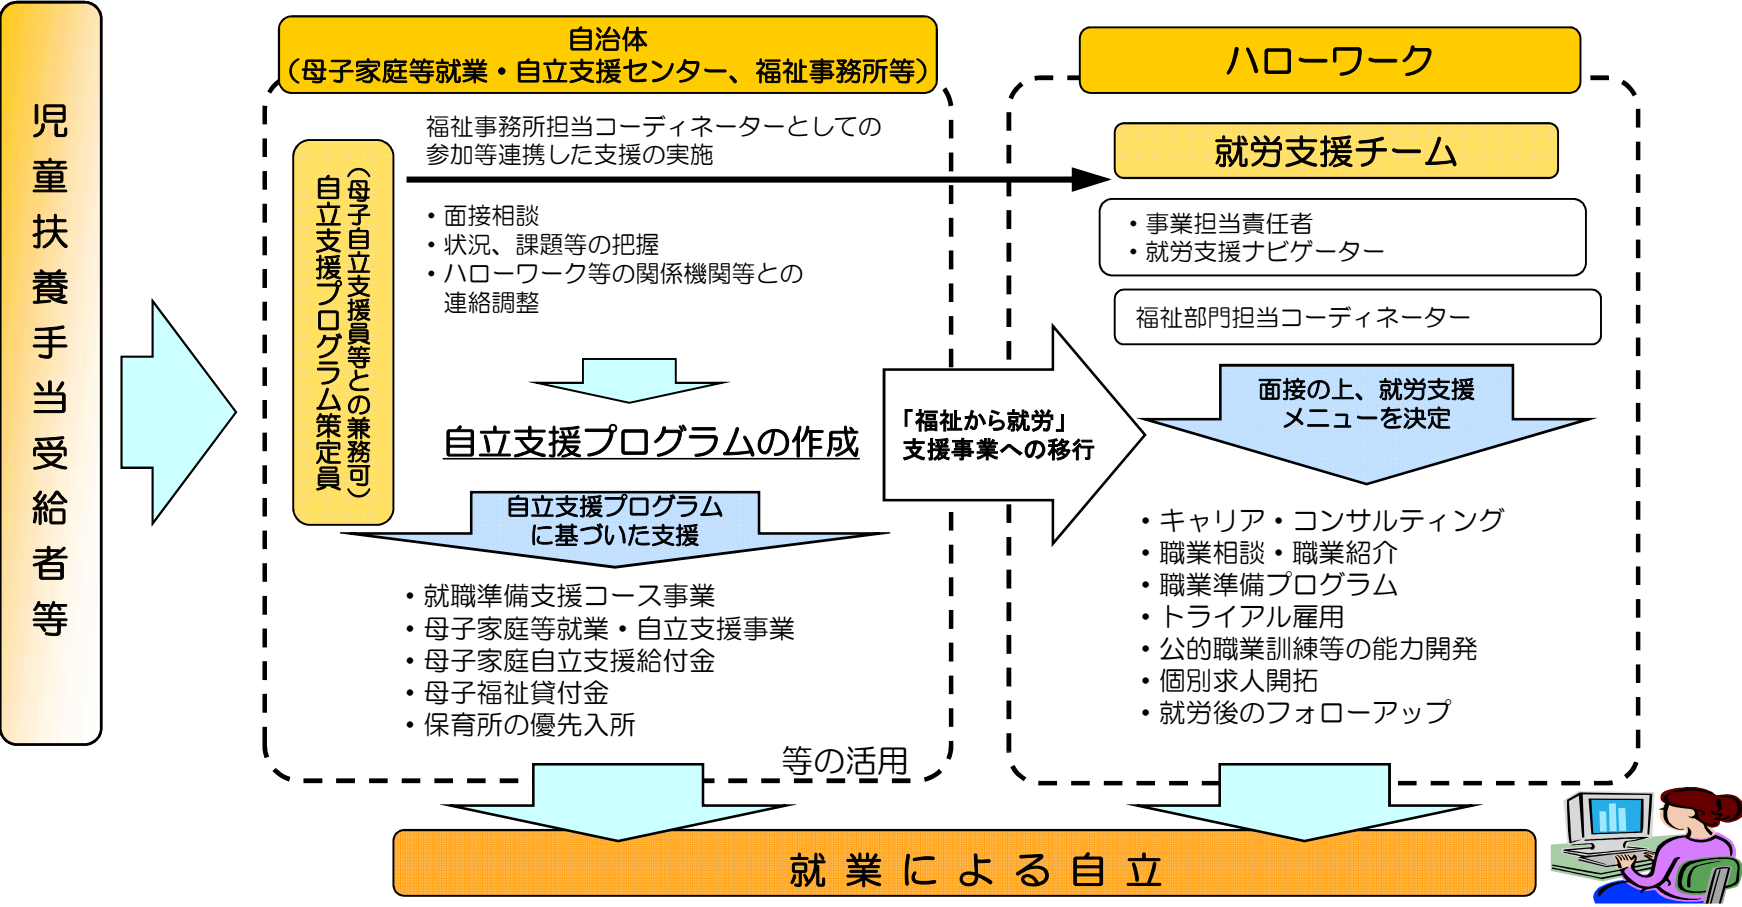 児童扶養手当受給者等
自治体
（母子家庭等就業・自立支援センター、福祉事務所等）
自立支援プログラム策定員
（母子自立支援員等との兼務可）
福祉事務所担当コーディネーターとしての
参加等連携した支援の実施
・面接相談
・状況、課題等の把握
・ハローワーク等の関係機関等との
連絡調整
自立支援プログラムの作成
自立支援プログラム
に基づいた支援
・就職準備支援コース事業
・母子家庭等就業・自立支援事業
・母子家庭自立支援給付金
・母子福祉貸付金
・保育所の優先入所
等の活用
「福祉から就労」
支援事業への移行
ハローワーク
就労支援チーム
・事業担当責任者
・就労支援ナビゲーター
福祉部門担当コーディネーター
面接の上、就労支援
メニューを決定
・キャリア・コンサルティング
・職業相談・職業紹介
・職業準備プログラム
・トライアル雇用
・公的職業訓練等の能力開発
・個別求人開拓
・就労後のフォローアップ
就業による自立